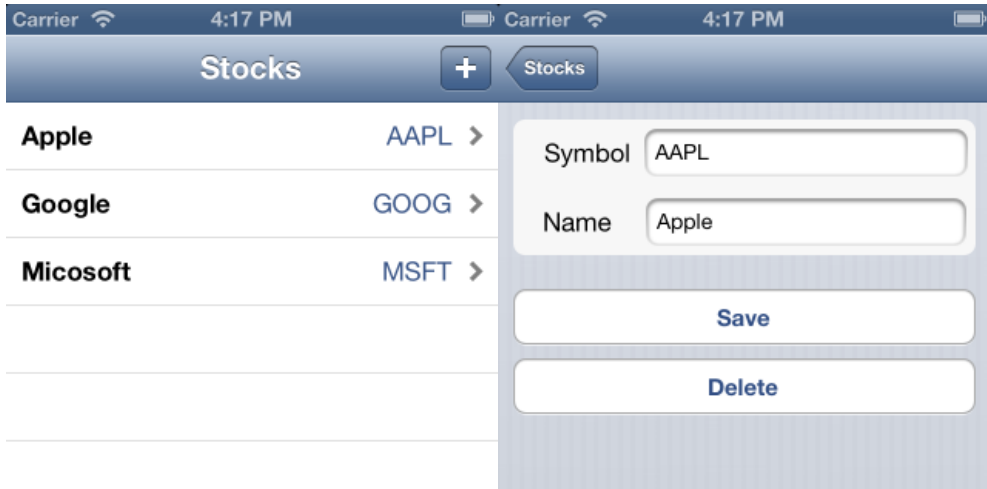 Carrier 4:17 PM
Stocks +
Apple AAPL
Google GOOG
Micosoft MSFT
Carrier 4:17 PM
Stocks
Symbol AAPL
Name Apple
Save
Delete